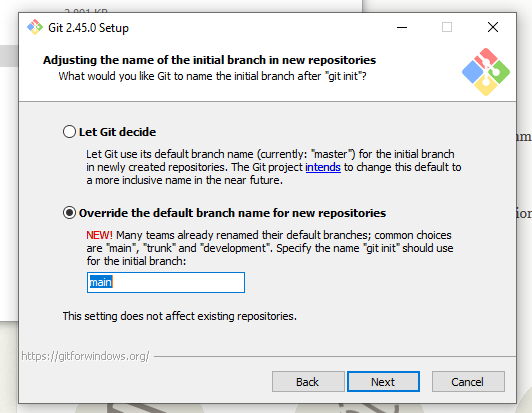 Git 2.45.0 Setup
Adjusting the name of the initial branch in new repositories
What would you like Git to name the initial branch after "git init"?
Let Git decide
Let Git use its default branch name (currently: "master") for the initial branch
in newly created repositories. The Git project intends to change this default to
a more inclusive name in the near future.
Override the default branch name for new repositories
NEW! Many teams already renamed their default branches; common choices
are "main", "trunk" and "development". Specify the name "git init" should use
for the initial branch:
main
This setting does not affect existing repositories.
https://gitforwindows.org/
Back
Next
Cancel